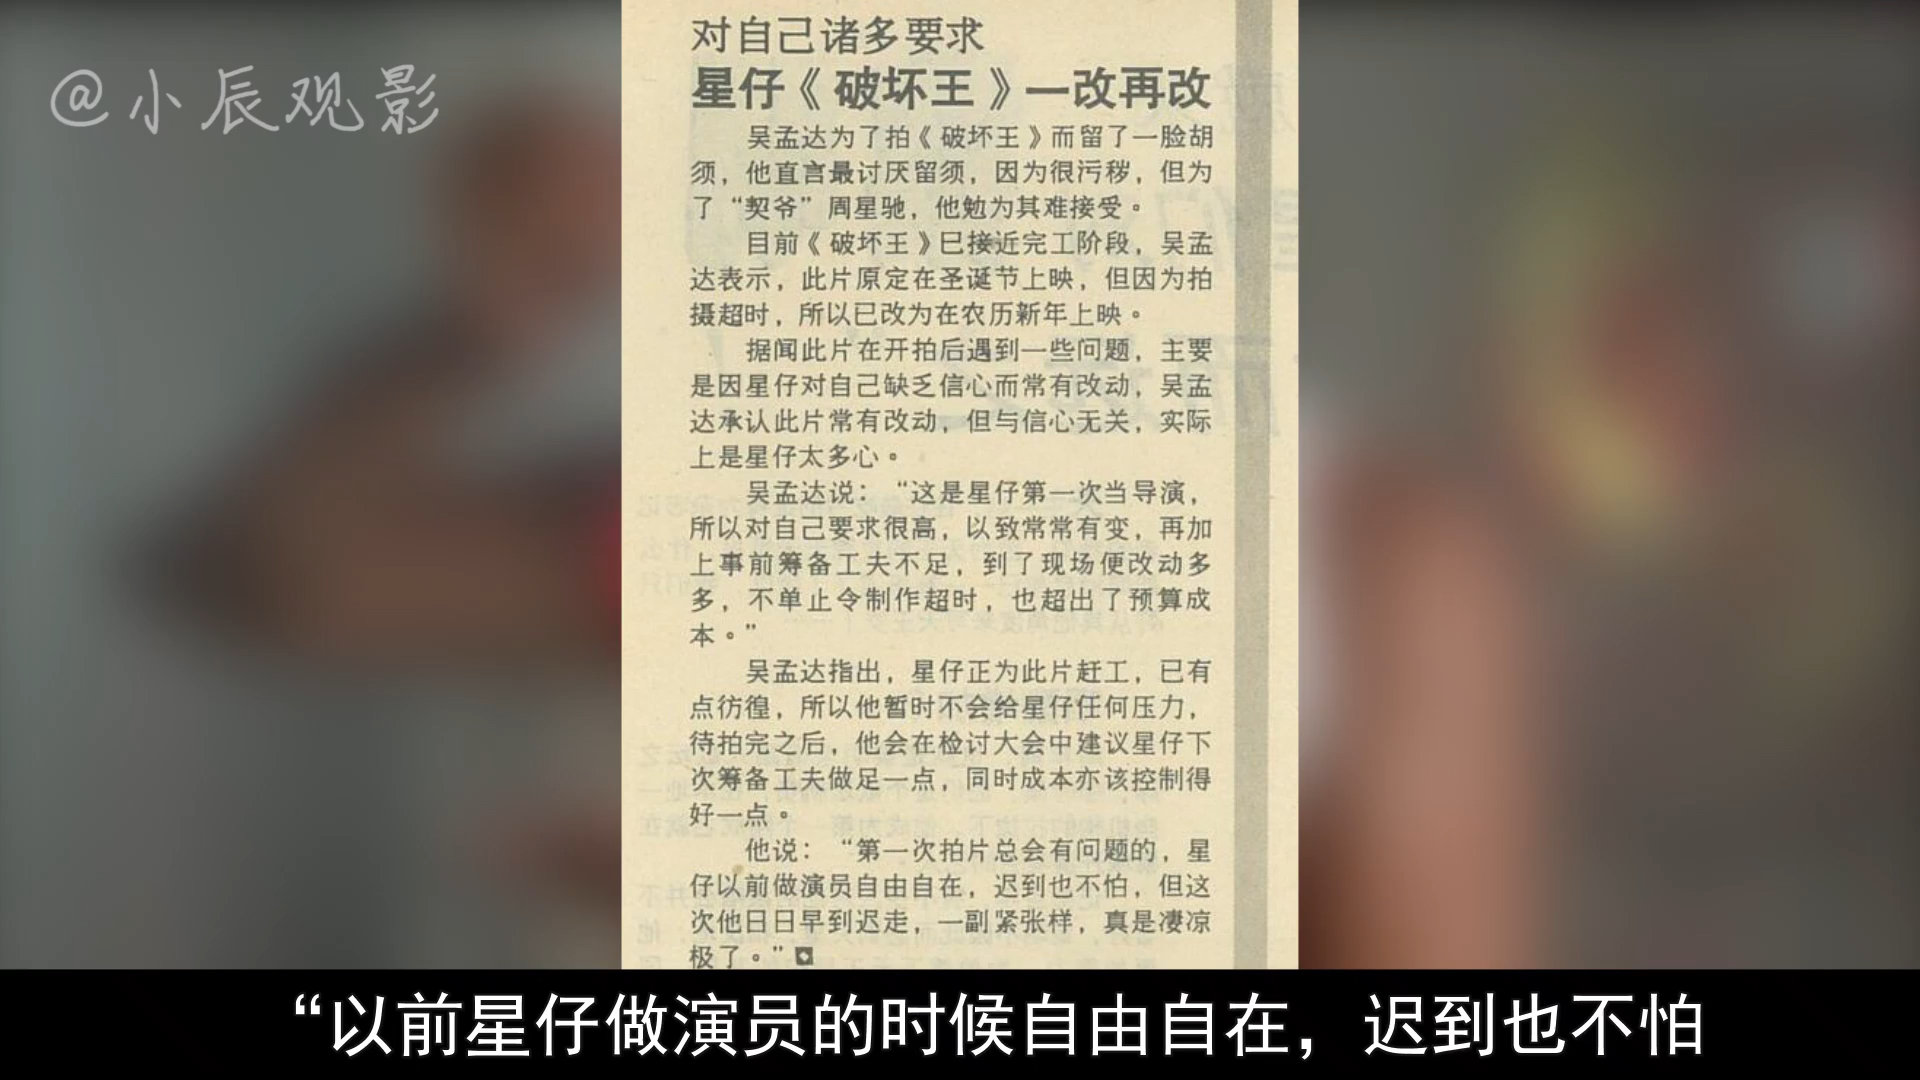 @小辰观影
对自己诸多要求
星仔《破坏王》一改再改
吴孟达为了拍《破坏王》而留了一脸胡
须，他直言最讨厌留须，因为很污秽，但为
了“契爷”周星驰，他勉为其难接受。
目前《破坏王》巳接近完工阶段，吴孟
达表示，此片原定在圣诞节上映，但因为拍
摄超时，所以已改为在农历新年上映。
据闻此片在开拍后遇到一些问题，主要
是因星仔对自己缺乏信心而常有改动，吴孟
达承认此片常有改动，但与信心无关，实际
上是星仔太多心。
吴孟达说：“这是星仔第一次当导演，
所以对自己要求很高，以致常常有变，再加
上事前筹备工夫不足，到了现场便改动多
多，不单止令制作超时，也超出了预算成
本。”
吴孟达指出，星仔正为此片赶工，已有
点彷徨，所以他暂时不会给星仔任何压力，
待拍完之后，他会在检讨大会中建议星仔下
次筹备工夫做足一点，同时成本亦该控制得
好一点。
他说：“第一次拍片总会有问题的，星
仔以前做演员自由自在，迟到也不怕，但这
次他日日早到迟走，一副紧张样，真是凄凉
极了。”
“以前星仔做演员的时候自由自在，迟到也不怕